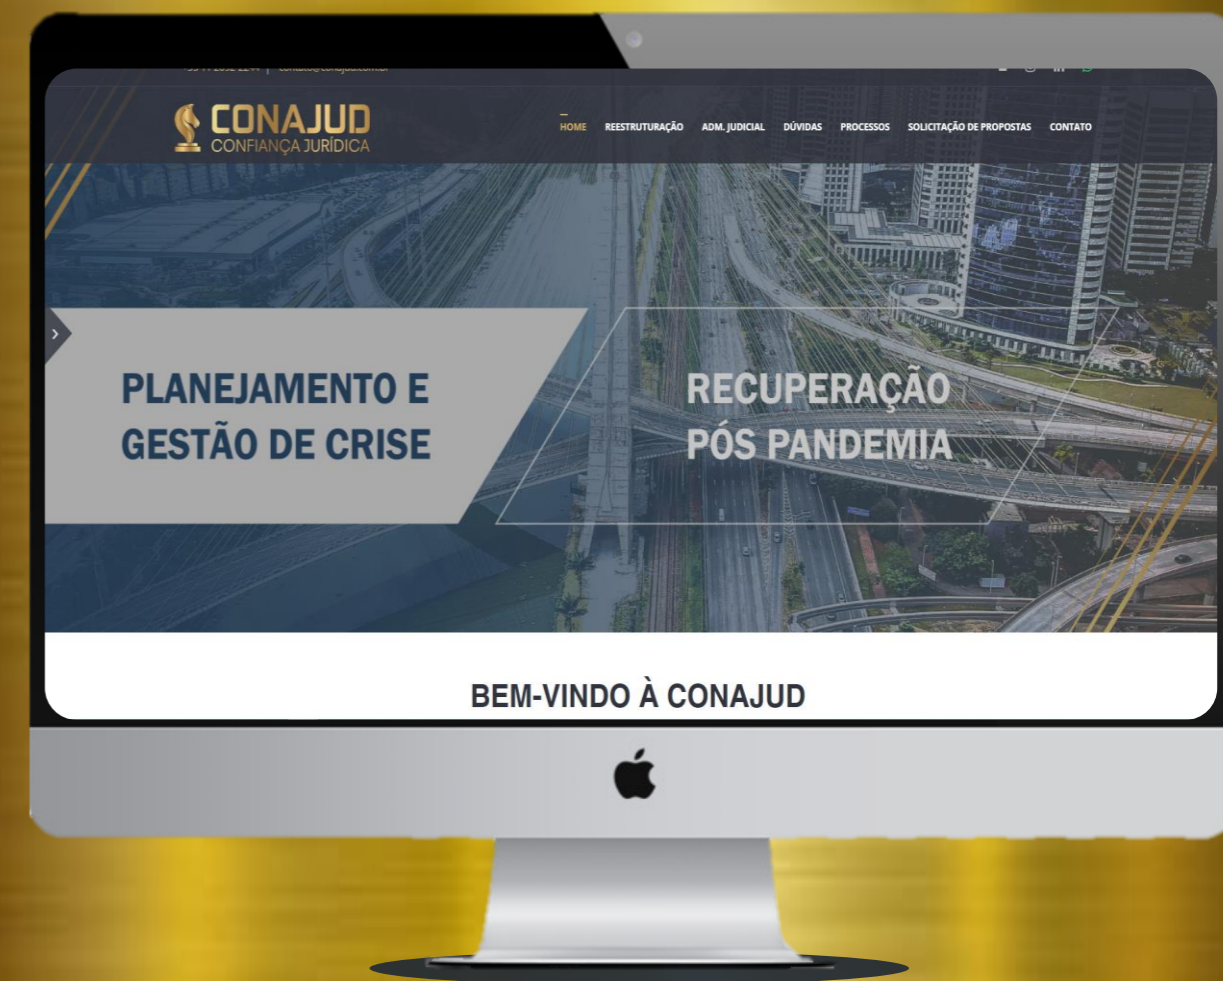 CONAJUD
CONFIANÇA JURÍDICA
HOME REESTRUTURAÇÃO ADM. JUDICIAL DÚVIDAS PROCESSOS SOLICITAÇÃO DE PROPOSTAS CONTATO
PLANEJAMENTO E
GESTÃO DE CRISE
RECUPERAÇÃO
PÓS PANDEMIA
BEM-VINDO À CONAJUD